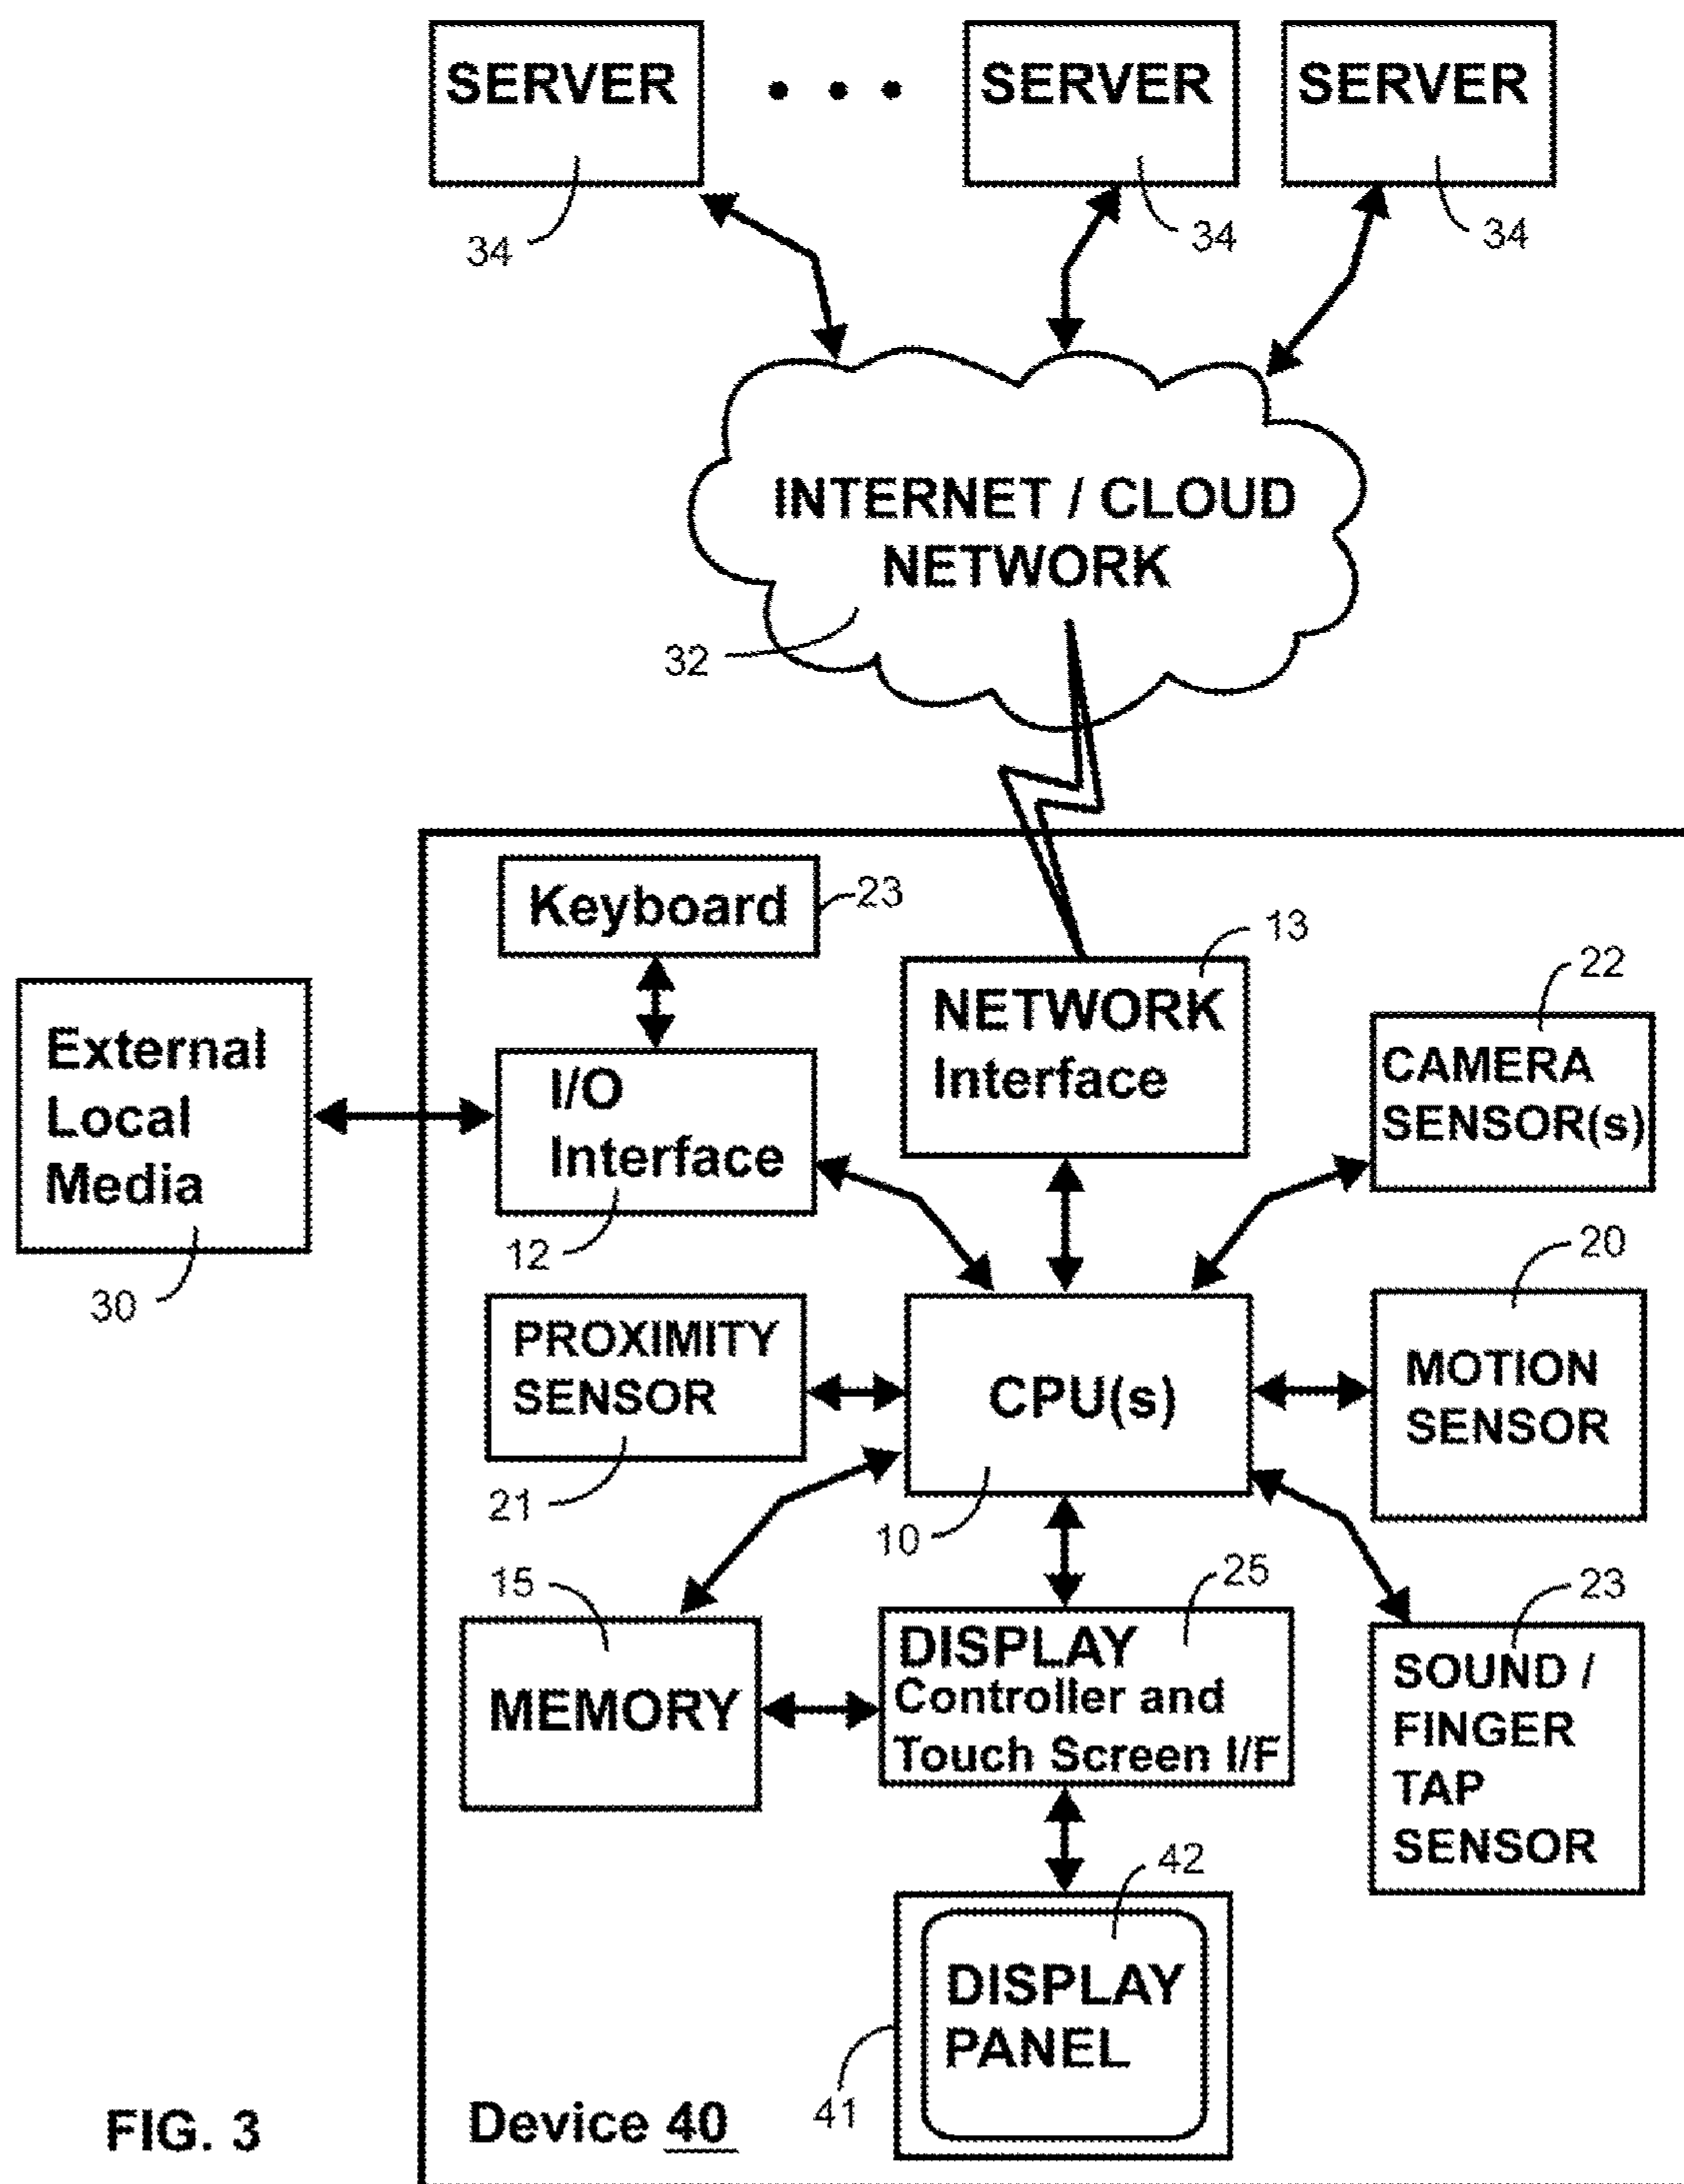 SERVER
• • •
SERVER
SERVER
34
34
34
INTERNET / CLOUD
NETWORK
32
Keyboard
23
13
NETWORK
Interface
22
CAMERA
SENSOR(s)
External
Local
Media
30
I/O
Interface
12
20
MOTION
SENSOR
PROXIMITY
SENSOR
21
CPU(s)
10
15
MEMORY
25
DISPLAY
Controller and
Touch Screen I/F
23
SOUND /
FINGER
TAP
SENSOR
42
DISPLAY
PANEL
41
Device 40
FIG. 3